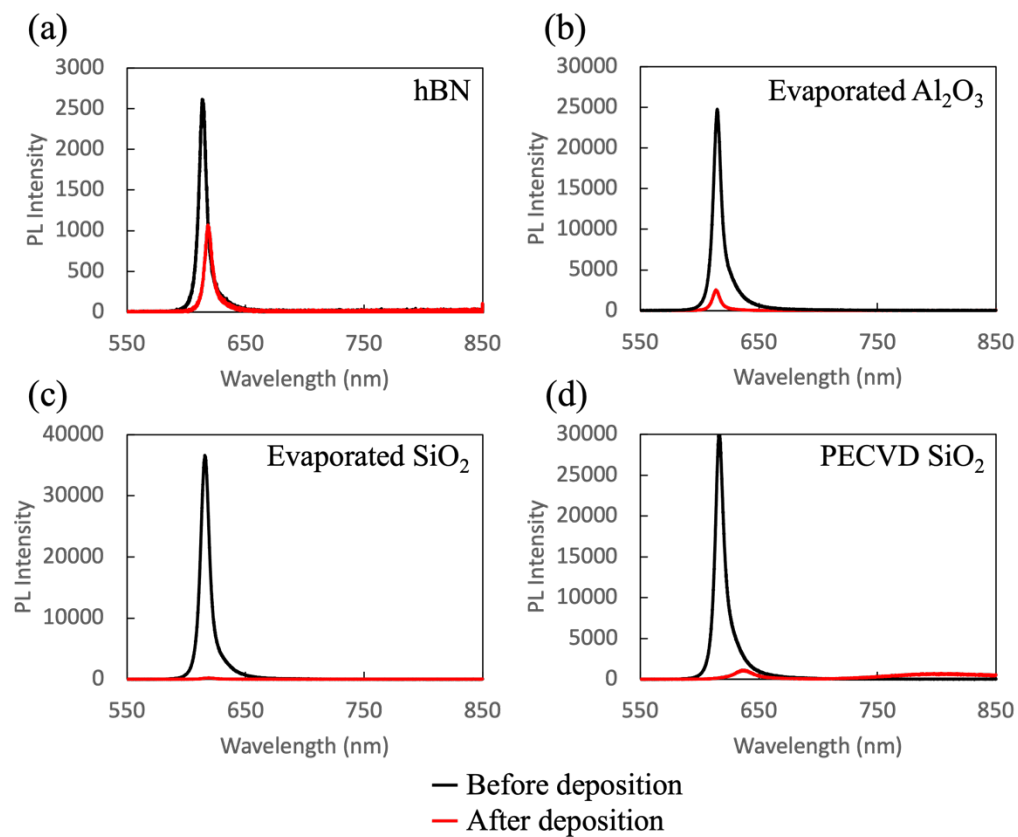 (a)
hBN
PL Intensity
3000
2500
2000
1500
1000
500
0
550 650 750 850
Wavelength (nm)
(b)
Evaporated Al₂O₃
PL Intensity
30000
25000
20000
15000
10000
5000
0
550 650 750 850
Wavelength (nm)
(c)
Evaporated SiO₂
PL Intensity
40000
30000
20000
10000
0
550 650 750 850
Wavelength (nm)
(d)
PECVD SiO₂
PL Intensity
30000
25000
20000
15000
10000
5000
0
550 650 750 850
Wavelength (nm)
Before deposition
After deposition